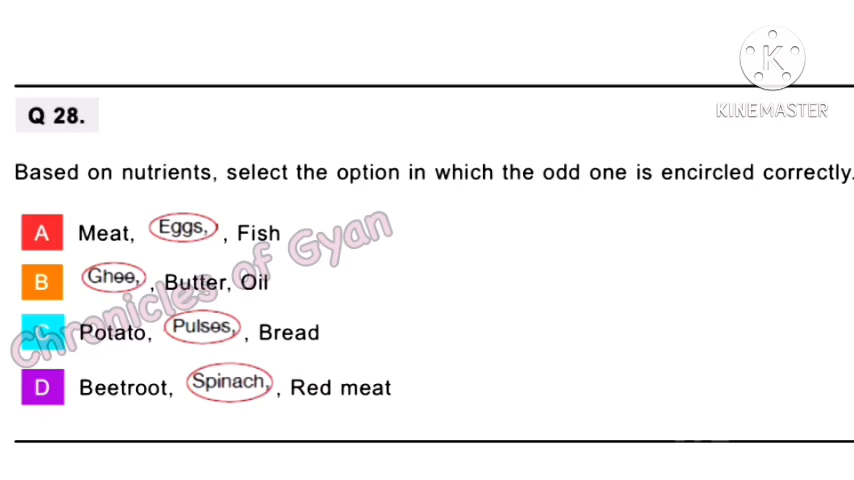 KINEMASTER
Q 28.
Based on nutrients, select the option in which the odd one is encircled correctly.
A Meat, Eggs, , Fish
B Ghee, , Butter, Oil
C Potato, Pulses, , Bread
D Beetroot, Spinach, , Red meat
Chronicles of Gyan